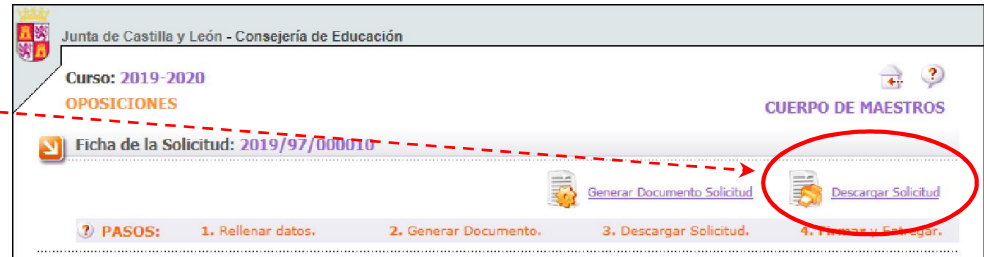 Junta de Castilla y León - Consejería de Educación
Curso: 2019-2020
OPOSICIONES
CUERPO DE MAESTROS
Ficha de la Solicitud: 2019/97/000010
Generar Documento Solicitud
Descargar Solicitud
? PASOS: 1. Rellenar datos. 2. Generar Documento. 3. Descargar Solicitud. 4. Firmar y Entregar.